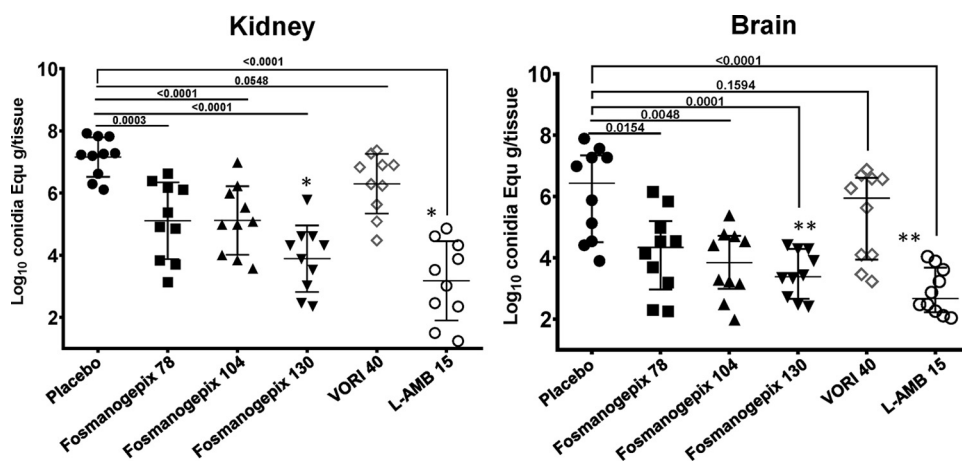 Kidney
<0.0001
0.0548
<0.0001
<0.0001
0.0003
10
8
6
4
2
Log10 conidia Equ g/tissue
*
*
Placebo
Fosmanogepix 78
Fosmanogepix 104
Fosmanogepix 130
VORI 40
L-AMB 15
Brain
<0.0001
0.1594
0.0001
0.0048
0.0154
10
8
6
4
2
Log10 conidia Equ g/tissue
**
**
Placebo
Fosmanogepix 78
Fosmanogepix 104
Fosmanogepix 130
VORI 40
L-AMB 15